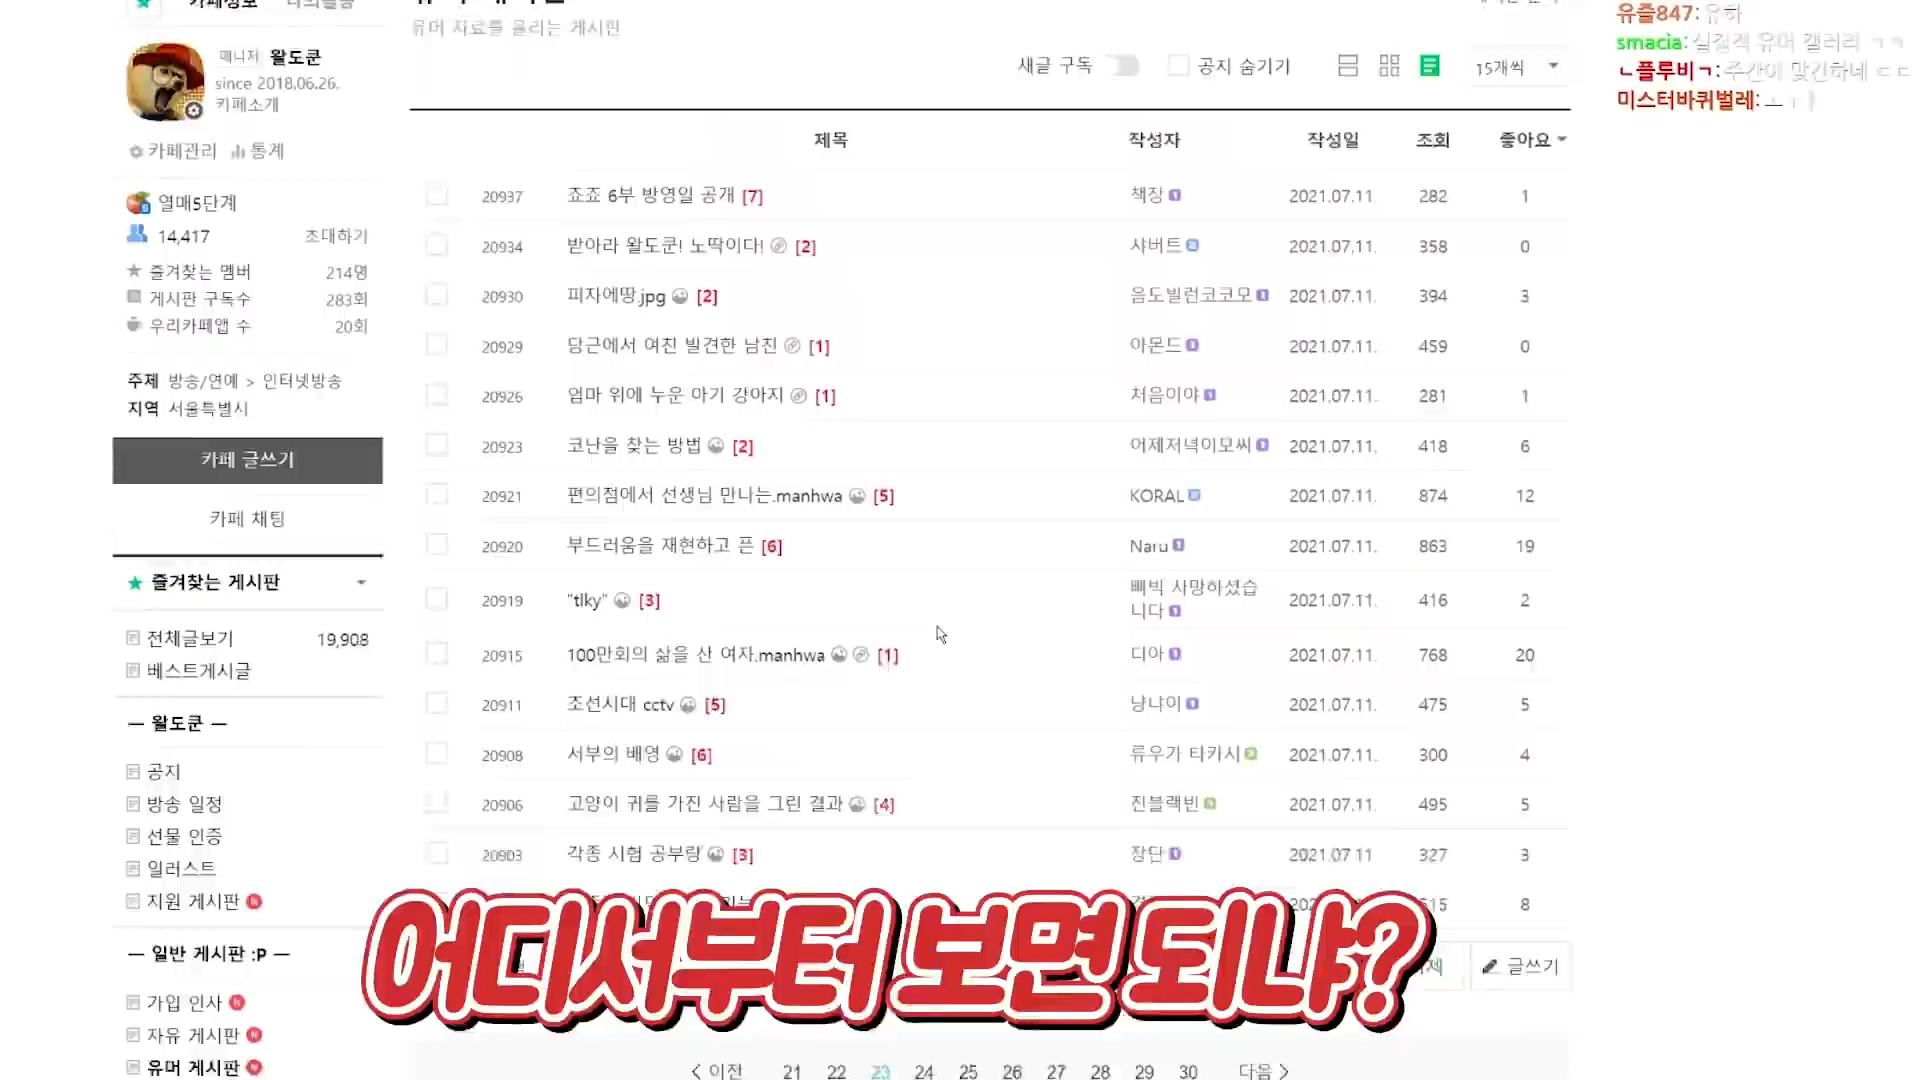 유머 자료를 올리는 게시판
매니저 왈도쿤
since 2018.06.26.
카페소개
카페관리 통계
열매5단계
14,417 초대하기
즐겨찾는 멤버 214명
게시판 구독수 283회
우리카페앱 수 20회
주제 방송/연예 > 인터넷방송
지역 서울특별시
카페 글쓰기
카페 채팅
즐겨찾는 게시판
전체글보기 19,908
베스트게시글
왈도쿤
공지
방송 일정
선물 인증
일러스트
지원 게시판
일반 게시판 :P
가입 인사
자유 게시판
유머 게시판
새글 구독 공지 숨기기 15개씩
제목 작성자 작성일 조회 좋아요
20937 죠죠 6부 방영일 공개 [7] 책장 2021.07.11. 282 1
20934 받아라 왈도쿤! 노딱이다! [2] 샤버트 2021.07.11. 358 0
20930 피자에땅.jpg [2] 음도빌런코코모 2021.07.11. 394 3
20929 당근에서 여친 발견한 남친 [1] 아몬드 2021.07.11. 459 0
20926 엄마 위에 누운 아기 강아지 [1] 처음이야 2021.07.11. 281 1
20923 코난을 찾는 방법 [2] 어제저녁이모씨 2021.07.11. 418 6
20921 편의점에서 선생님 만나는.manhwa [5] KORAL 2021.07.11. 874 12
20920 부드러움을 재현하고 픈 [6] Naru 2021.07.11. 863 19
20919 "tlky" [3] 삐빅 사망하셨습니다 2021.07.11. 416 2
20915 100만회의 삶을 산 여자.manhwa [1] 디아 2021.07.11. 768 20
20911 조선시대 cctv [5] 냥냐이 2021.07.11. 475 5
20908 서부의 배영 [6] 류우가 타카시 2021.07.11. 300 4
20906 고양이 귀를 가진 사람을 그린 결과 [4] 진블랙빈 2021.07.11. 495 5
20903 각종 시험 공부량 [3] 장단 2021.07.11 327 3
8
어디서부터 보면 되냐?
글쓰기
이전 21 22 23 24 25 26 27 28 29 30 다음
유즐847: 유하
smacia: 실질적 유머 갤러리 ㄱㄱ
ㄴ플루비ㄱ: 주간이 맞긴하네 ㄷㄷ
미스터바퀴벌레: